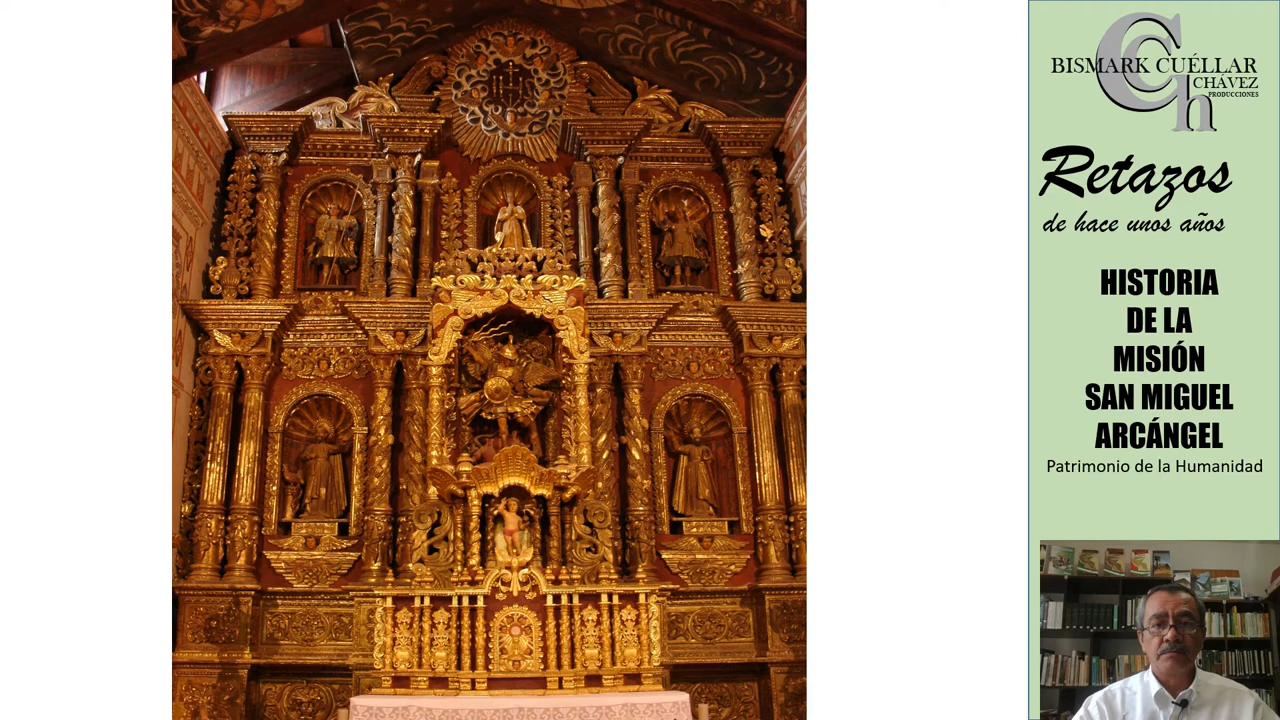 BISMARK CUÉLLAR
CHÁVEZ
PRODUCCIONES
Retazos
de hace unos años
HISTORIA
DE LA
MISIÓN
SAN MIGUEL
ARCÁNGEL
Patrimonio de la Humanidad